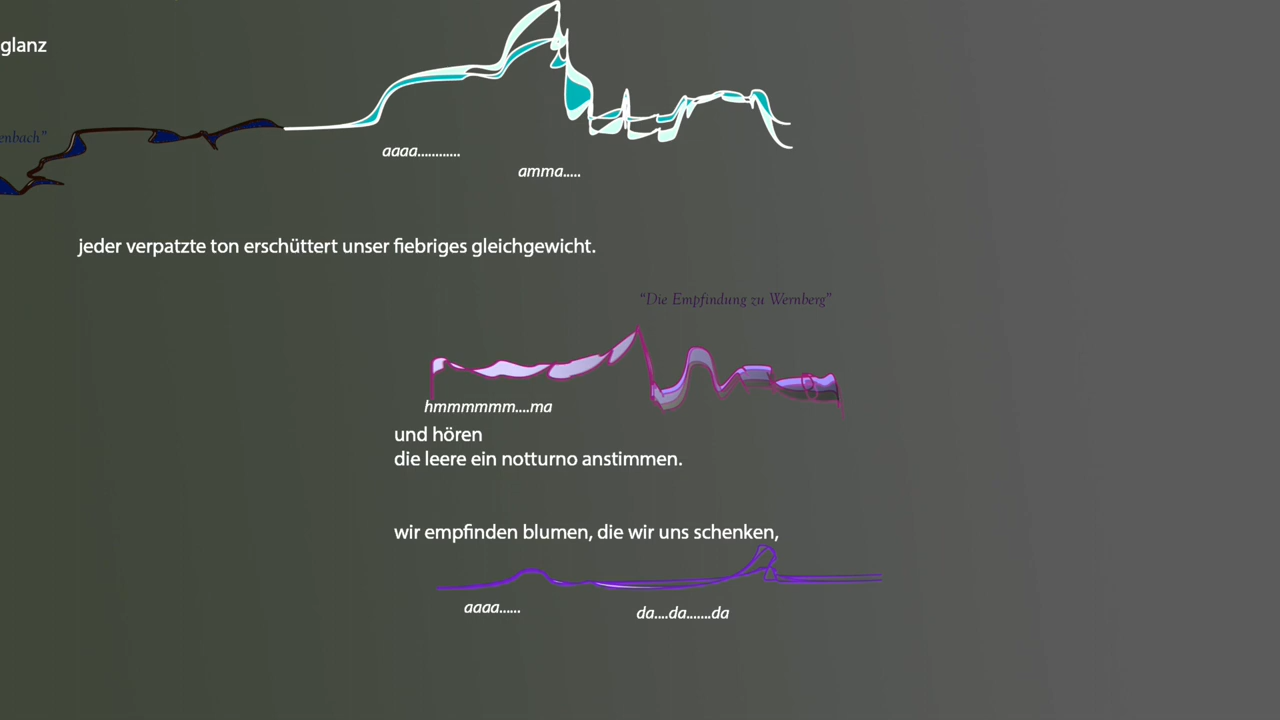 glanz
enbach”
aaaa............
amma.....
jeder verpatzte ton erschüttert unser fiebriges gleichgewicht.
“Die Empfindung zu Wernberg”
hmmmmmm....ma
und hören
die leere ein notturno anstimmen.
wir empfinden blumen, die wir uns schenken,
aaaa......
da....da.......da